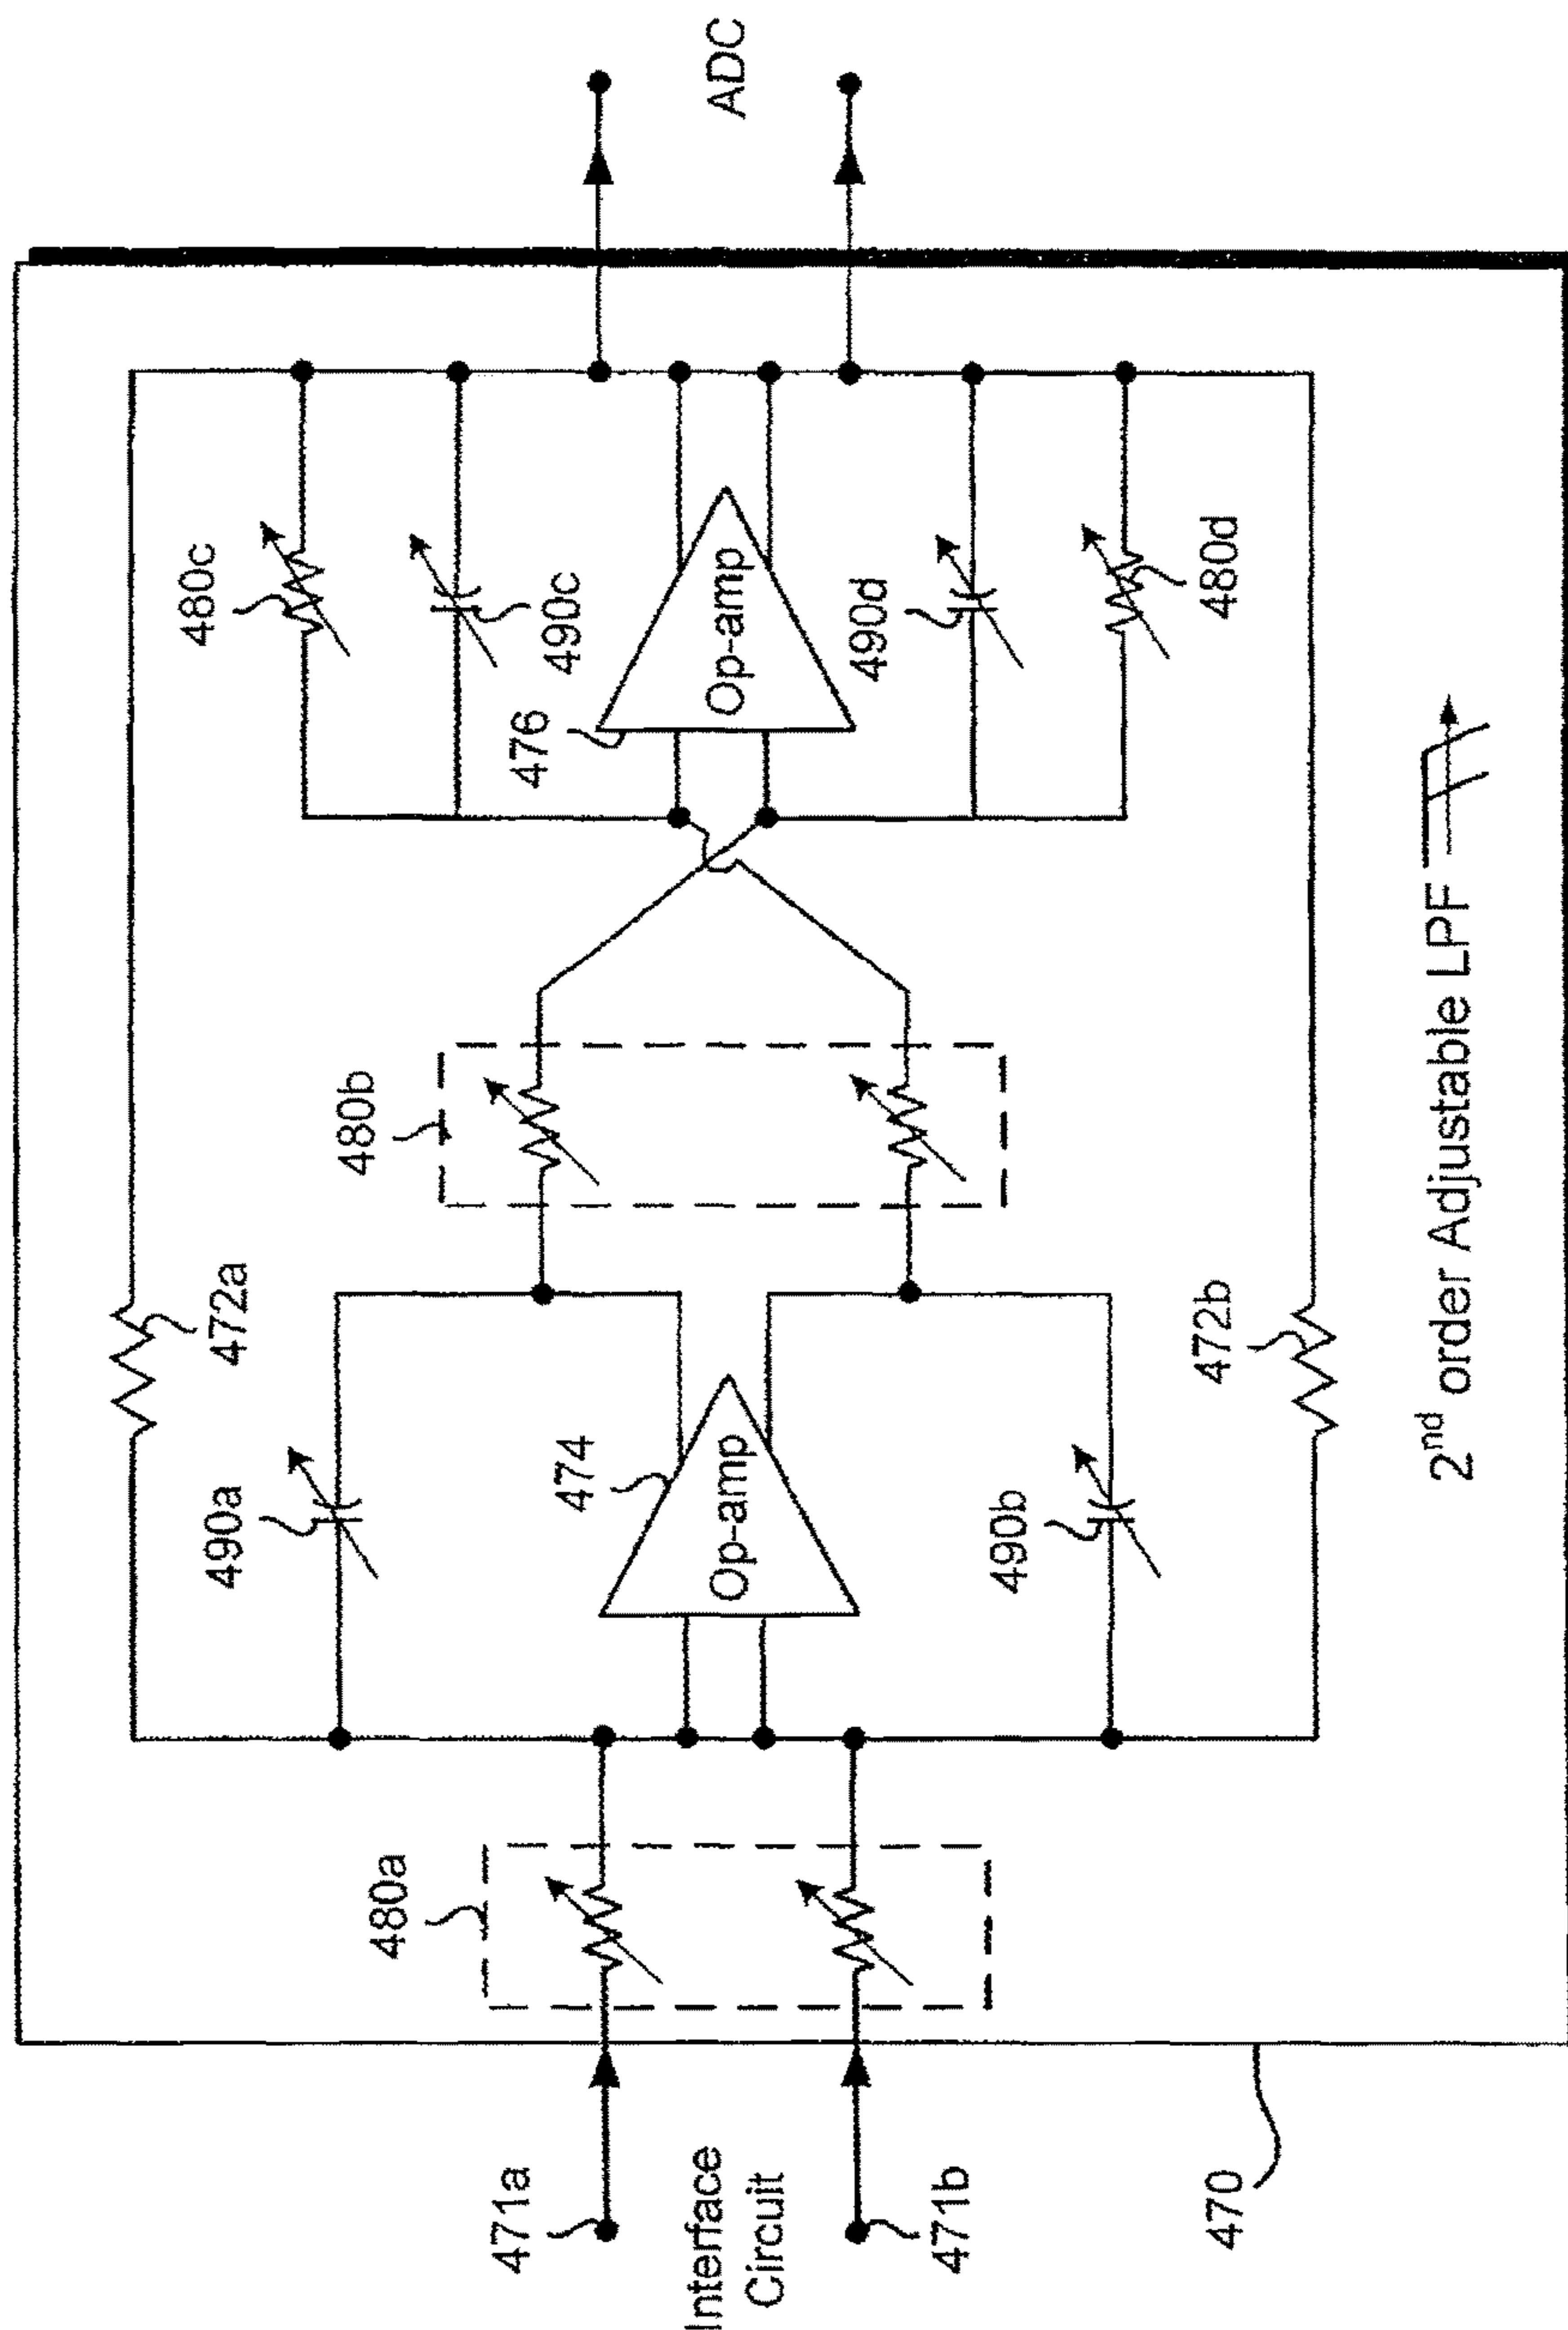 472a
480c
490a
480b
490c
480a
474
476
471a
Op-amp
Op-amp
ADC
Interface
Circuit
490d
471b
490b
480d
472b
2nd order Adjustable LPF
470